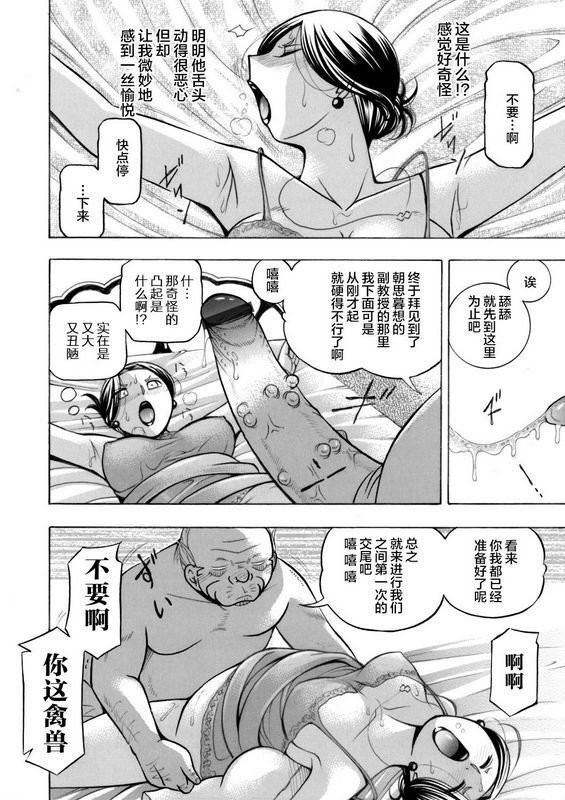 这是什么!?
感觉好奇怪
不要…啊
明明他舌头
动得很恶心
但却
让我微妙地
感到一丝愉悦
快点停
…下来
诶
舔舔
就先到这里
为止吧
终于拜见到了
朝思暮想的
副教授的那里
我下面可是
从刚才起
就硬得不行了啊
嘻嘻
什…
那奇怪的
凸起是
什么啊!?
实在是
又大
又丑陋
看来
你我都已经
准备好了呢
总之
就来进行我们
之间第一次的
交尾吧
嘻嘻嘻
啊啊
不要啊
你这禽兽